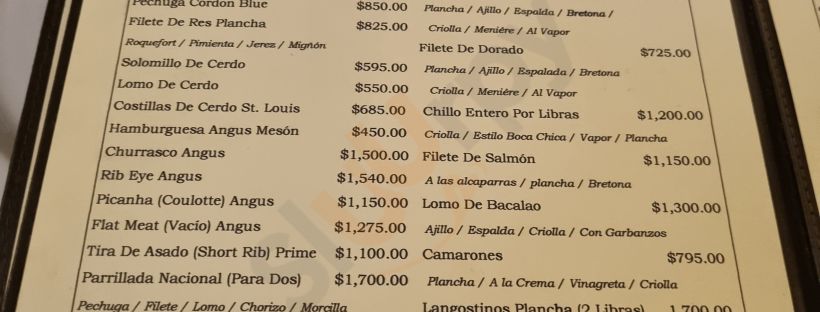 Pechuga Cordon Blue $850.00
Filete De Res Plancha $825.00
Roquefort / Pimienta / Jerez / Mignón
Solomillo De Cerdo $595.00
Lomo De Cerdo $550.00
Costillas De Cerdo St. Louis $685.00
Hamburguesa Angus Mesón $450.00
Churrasco Angus $1,500.00
Rib Eye Angus $1,540.00
Picanha (Coulotte) Angus $1,150.00
Flat Meat (Vacío) Angus $1,275.00
Tira De Asado (Short Rib) Prime $1,100.00
Parrillada Nacional (Para Dos) $1,700.00
Pechuga / Filete / Lomo / Chorizo / Morcilla
Plancha / Ajillo / Espalda / Bretona /
Criolla / Menière / Al Vapor
Filete De Dorado $725.00
Plancha / Ajillo / Espalada / Bretona
Criolla / Menière / Al Vapor
Chillo Entero Por Libras $1,200.00
Criolla / Estilo Boca Chica / Vapor / Plancha
Filete De Salmón $1,150.00
A las alcaparras / plancha / Bretona
Lomo De Bacalao $1,300.00
Ajillo / Espalda / Criolla / Con Garbanzos
Camarones $795.00
Plancha / A la Crema / Vinagreta / Criolla
Langostinos Plancha (2 Libras) 1,700.00